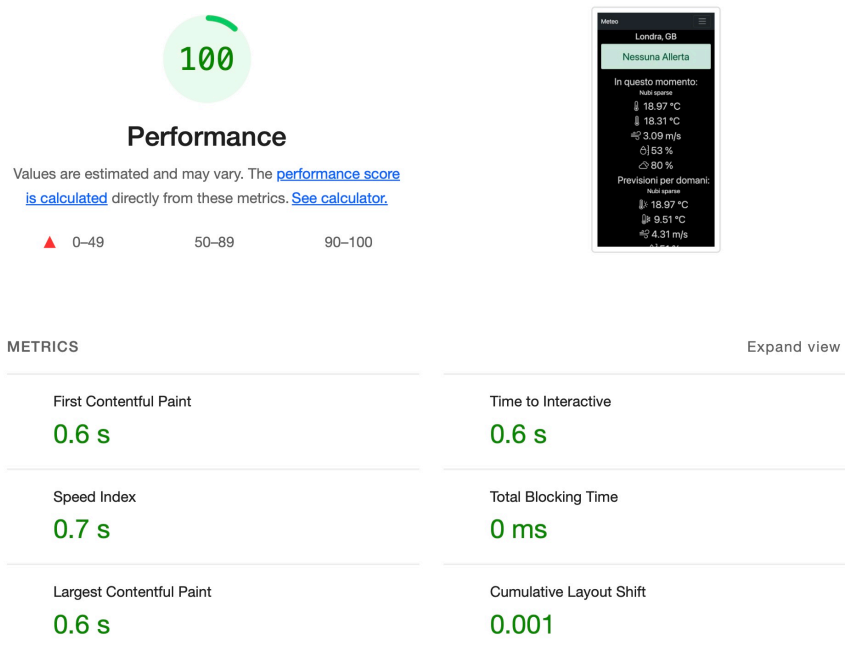 100
Performance
Values are estimated and may vary. The performance score
is calculated directly from these metrics. See calculator.
0–49 50–89 90–100
Meteo
Londra, GB
Nessuna Allerta
In questo momento:
Nubi sparse
18.97 °C
18.31 °C
3.09 m/s
53 %
80 %
Previsioni per domani:
Nubi sparse
18.97 °C
9.51 °C
4.31 m/s
METRICS
Expand view
First Contentful Paint
0.6 s
Time to Interactive
0.6 s
Speed Index
0.7 s
Total Blocking Time
0 ms
Largest Contentful Paint
0.6 s
Cumulative Layout Shift
0.001